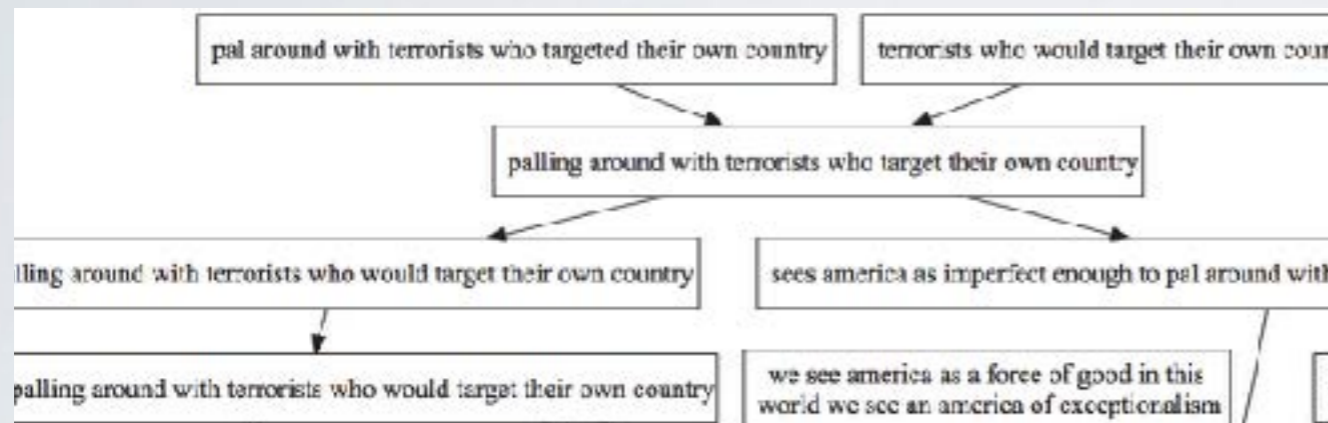 pal around with terrorists who targeted their own country
terrorists who would target their own
palling around with terrorists who target their own country
around with terrorists who would target their own country
sees america as imperfect enough to pal around with
palling around with terrorists who would target their own country
we see america as a force of good in this
world we see an america of exceptionalism